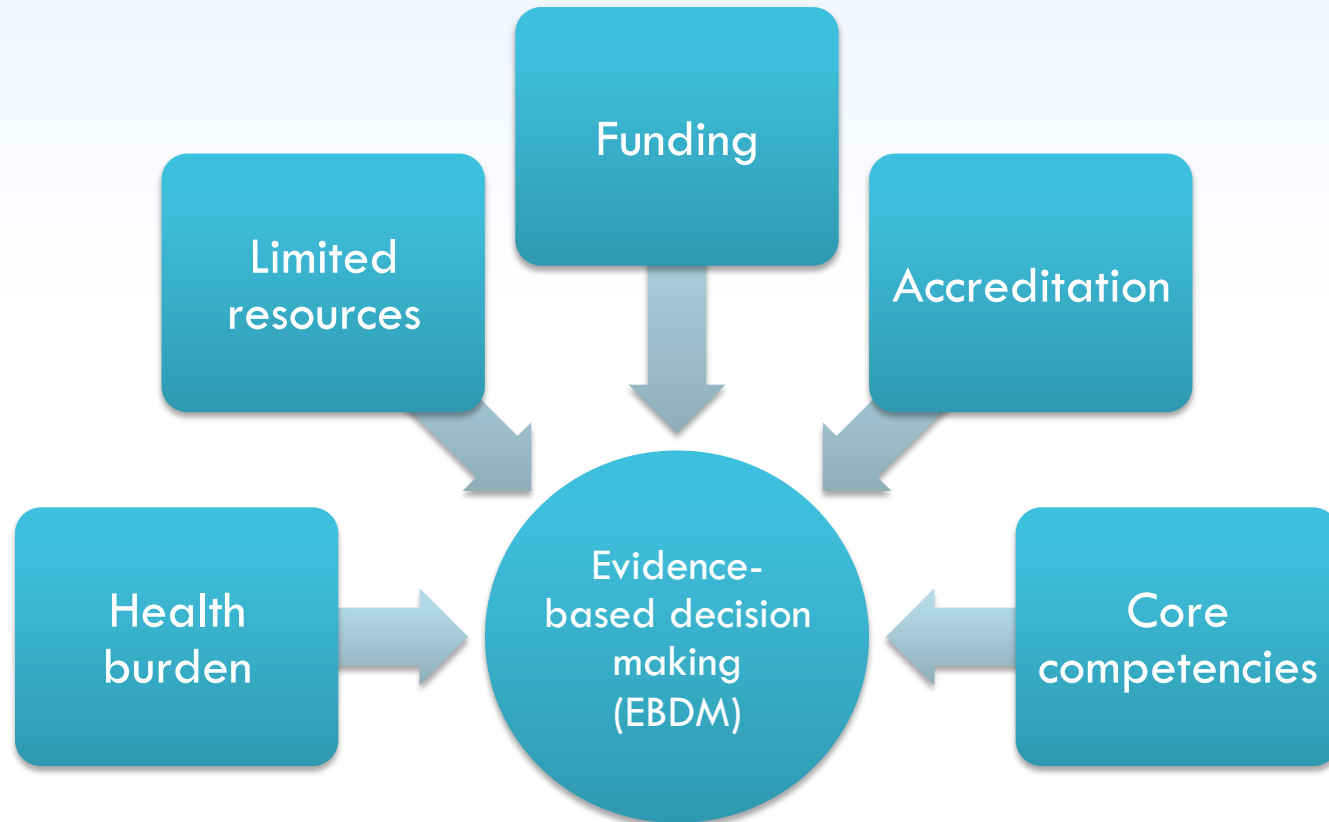 Funding
Limited
resources
Accreditation
Health
burden
Evidence-
based decision
making
(EBDM)
Core
competencies